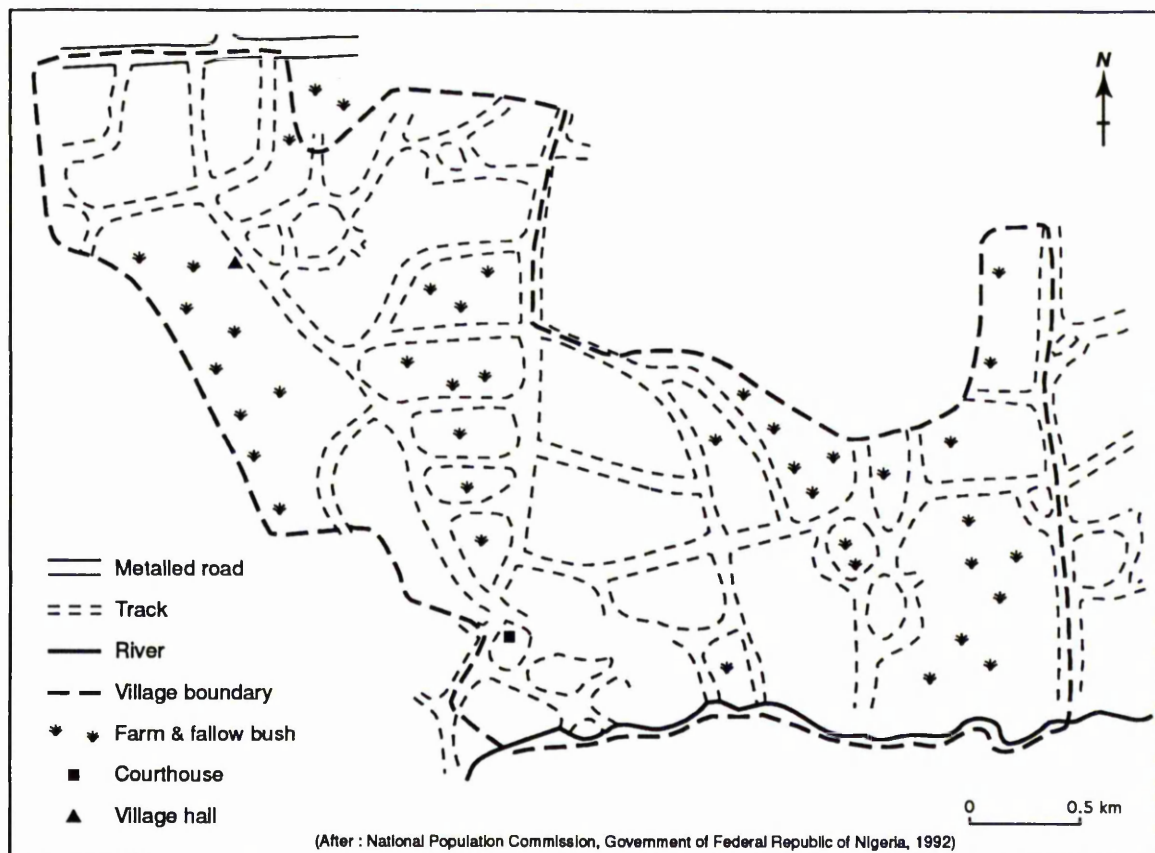 N
Metalled road
Track
River
Village boundary
Farm & fallow bush
Courthouse
Village hall
0 0.5 km
(After : National Population Commission, Government of Federal Republic of Nigeria, 1992)